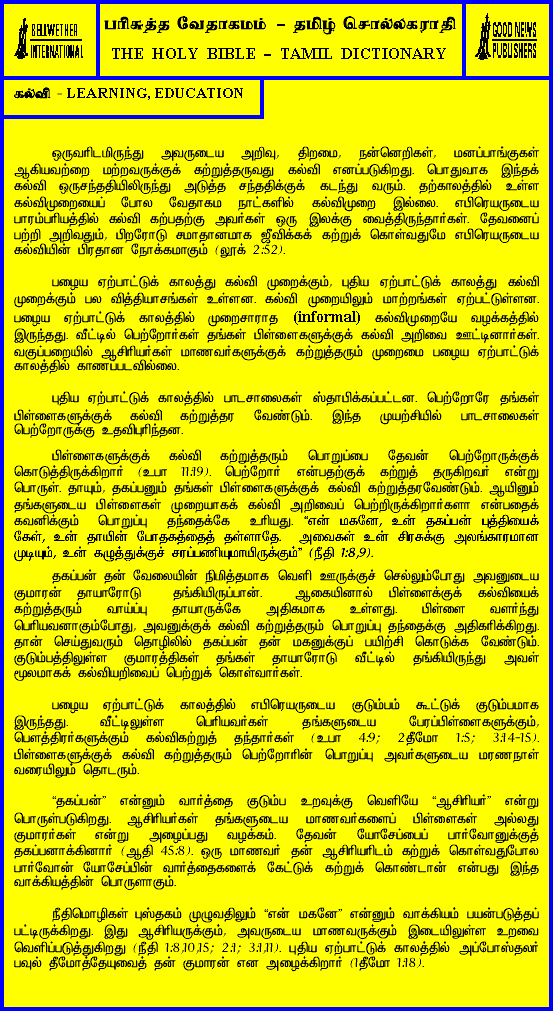 BELLWETHER
INTERNATIONAL
பரிசுத்த வேதாகமம் – தமிழ் சொல்லகராதி
THE HOLY BIBLE – TAMIL DICTIONARY
GOOD NEWS
PUBLISHERS
கல்வி - LEARNING, EDUCATION
ஒருவரிடமிருந்து அவருடைய அறிவு, திறமை, நன்னெறிகள், மனப்பாங்குகள்
ஆகியவற்றை மற்றவருக்குக் கற்றுத்தருவது கல்வி எனப்படுகிறது. பொதுவாக இந்தக்
கல்வி ஒருசந்ததியிலிருந்து அடுத்த சந்ததிக்குக் கடந்து வரும். தற்காலத்தில் உள்ள
கல்விமுறையைப் போல வேதாகம நாட்களில் கல்விமுறை இல்லை. எபிரெயருடைய
பாரம்பரியத்தில் கல்வி கற்பதற்கு அவர்கள் ஒரு இலக்கு வைத்திருந்தார்கள். தேவனைப்
பற்றி அறிவதும், பிறரோடு சமாதானமாக ஜீவிக்கக் கற்றுக் கொள்வதுமே எபிரெயருடைய
கல்வியின் பிரதான நோக்கமாகும் (லூக் 2:52).
பழைய ஏற்பாட்டுக் காலத்து கல்வி முறைக்கும், புதிய ஏற்பாட்டுக் காலத்து கல்வி
முறைக்கும் பல வித்தியாசங்கள் உள்ளன. கல்வி முறையிலும் மாற்றங்கள் ஏற்பட்டுள்ளன.
பழைய ஏற்பாட்டுக் காலத்தில் முறைசாராத (informal) கல்விமுறையே வழக்கத்தில்
இருந்தது. வீட்டில் பெற்றோர்கள் தங்கள் பிள்ளைகளுக்குக் கல்வி அறிவை ஊட்டினார்கள்.
வகுப்பறையில் ஆசிரியர்கள் மாணவர்களுக்குக் கற்றுத்தரும் முறைமை பழைய ஏற்பாட்டுக்
காலத்தில் காணப்படவில்லை.
புதிய ஏற்பாட்டுக் காலத்தில் பாடசாலைகள் ஸ்தாபிக்கப்பட்டன. பெற்றோரே தங்கள்
பிள்ளைகளுக்குக் கல்வி கற்றுத்தர வேண்டும். இந்த முயற்சியில் பாடசாலைகள்
பெற்றோருக்கு உதவிபுரிந்தன.
பிள்ளைகளுக்குக் கல்வி கற்றுத்தரும் பொறுப்பை தேவன் பெற்றோருக்குக்
கொடுத்திருக்கிறார் (உபா 11:19). பெற்றோர் என்பதற்குக் கற்றுத் தருகிறவர் என்று
பொருள். தாயும், தகப்பனும் தங்கள் பிள்ளைகளுக்குக் கல்வி கற்றுத்தரவேண்டும். ஆயினும்
தங்களுடைய பிள்ளைகள் முறையாகக் கல்வி அறிவைப் பெற்றிருக்கிறார்களா என்பதைக்
கவனிக்கும் பொறுப்பு தந்தைக்கே உரியது. “என் மகனே, உன் தகப்பன் புத்தியைக்
கேள், உன் தாயின் போதகத்தைத் தள்ளாதே. அவைகள் உன் சிரசுக்கு அலங்காரமான
முடியும், உன் கழுத்துக்குச் சரப்பணியுமாயிருக்கும்” (நீதி 1:8,9).
தகப்பன் தன் வேலையின் நிமித்தமாக வெளி ஊருக்குச் செல்லும்போது அவனுடைய
குமாரன் தாயாரோடு தங்கியிருப்பான். ஆகையினால் பிள்ளைக்குக் கல்வியைக்
கற்றுத்தரும் வாய்ப்பு தாயாருக்கே அதிகமாக உள்ளது. பிள்ளை வளர்ந்து
பெரியவனாகும்போது, அவனுக்குக் கல்வி கற்றுத்தரும் பொறுப்பு தந்தைக்கு அதிகரிக்கிறது.
தான் செய்துவரும் தொழிலில் தகப்பன் தன் மகனுக்குப் பயிற்சி கொடுக்க வேண்டும்.
குடும்பத்திலுள்ள குமாரத்திகள் தங்கள் தாயாரோடு வீட்டில் தங்கியிருந்து அவள்
மூலமாகக் கல்வியறிவைப் பெற்றுக் கொள்வார்கள்.
பழைய ஏற்பாட்டுக் காலத்தில் எபிரெயருடைய குடும்பம் கூட்டுக் குடும்பமாக
இருந்தது. வீட்டிலுள்ள பெரியவர்கள் தங்களுடைய பேரப்பிள்ளைகளுக்கும்,
பெளத்திரர்களுக்கும் கல்விகற்றுத் தந்தார்கள் (உபா 4:9; 2தீமோ 1:5; 3:14-15).
பிள்ளைகளுக்குக் கல்வி கற்றுத்தரும் பெற்றோரின் பொறுப்பு அவர்களுடைய மரணநாள்
வரையிலும் தொடரும்.
“தகப்பன்” என்னும் வார்த்தை குடும்ப உறவுக்கு வெளியே “ஆசிரியர்” என்று
பொருள்படுகிறது. ஆசிரியர்கள் தங்களுடைய மாணவர்களைப் பிள்ளைகள் அல்லது
குமாரர்கள் என்று அழைப்பது வழக்கம். தேவன் யோசேப்பைப் பார்வோனுக்குத்
தகப்பனாக்கினார் (ஆதி 45:8). ஒரு மாணவர் தன் ஆசிரியரிடம் கற்றுக் கொள்வதுபோல
பார்வோன் யோசேப்பின் வார்த்தைகளைக் கேட்டுக் கற்றுக் கொண்டான் என்பது இந்த
வாக்கியத்தின் பொருளாகும்.
நீதிமொழிகள் புஸ்தகம் முழுவதிலும் “என் மகனே” என்னும் வாக்கியம் பயன்படுத்தப்
பட்டிருக்கிறது. இது ஆசிரியருக்கும், அவருடைய மாணவருக்கும் இடையிலுள்ள உறவை
வெளிப்படுத்துகிறது (நீதி 1:8,10,15; 2:1; 3:1,11). புதிய ஏற்பாட்டுக் காலத்தில் அப்போஸ்தலர்
பவுல் தீமோத்தேயுவைத் தன் குமாரன் என அழைக்கிறார் (1தீமோ 1:18).